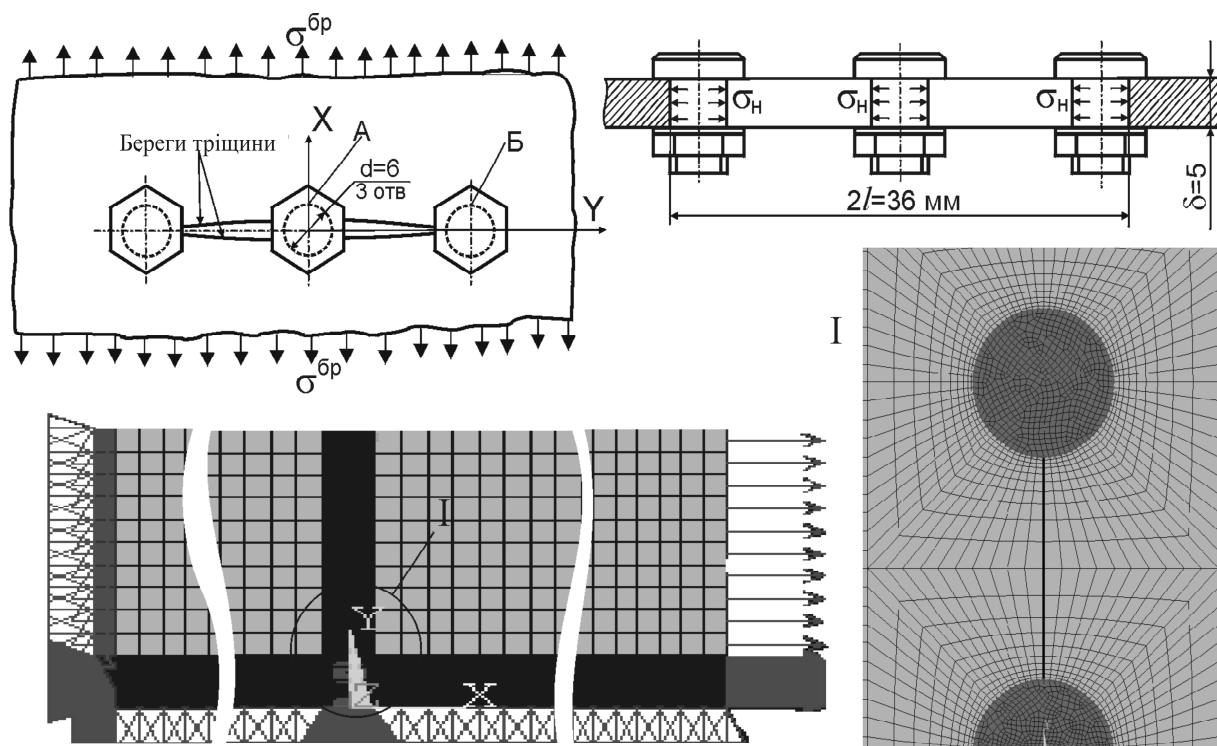 σбр
X
А
Береги тріщини
Б
d=6
3 отв
Y
σбр
σн
σн
σн
2l=36 мм
δ=5
I
I
Y
Z
X